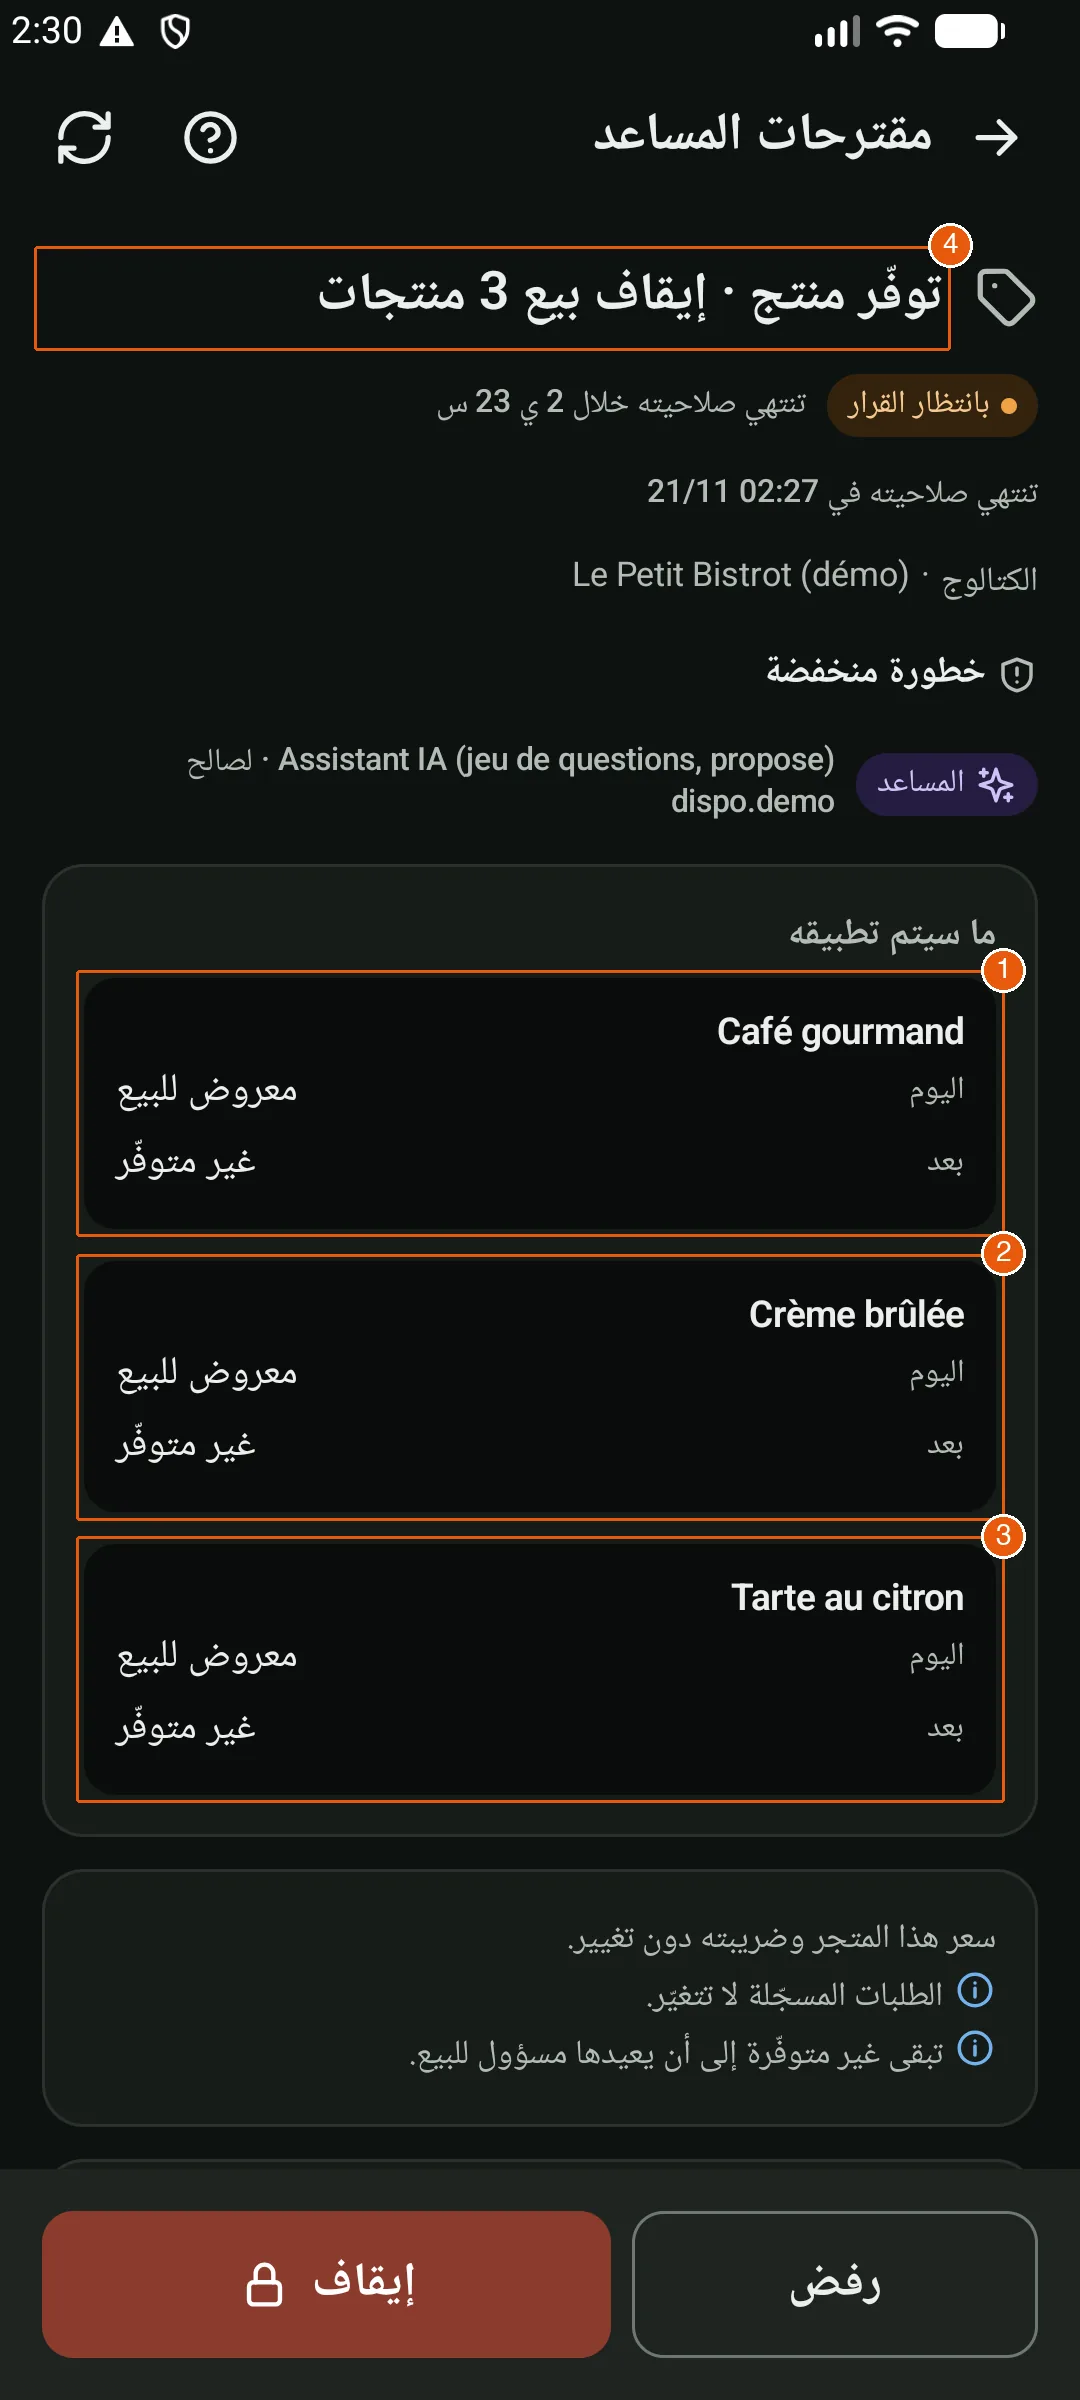 2:30
مقترحات المساعد
4
توفّر منتج · إيقاف بيع 3 منتجات
بانتظار القرار تنتهي صلاحيته خلال 2 ي 23 س
تنتهي صلاحيته في 02:27 21/11
الكتالوج · Le Petit Bistrot (démo)
خطورة منخفضة
المساعد
Assistant IA (jeu de questions, propose) · لصالح
dispo.demo
ما سيتم تطبيقه
1
Café gourmand
اليوم معروض للبيع
بعد غير متوفّر
2
Crème brûlée
اليوم معروض للبيع
بعد غير متوفّر
3
Tarte au citron
اليوم معروض للبيع
بعد غير متوفّر
سعر هذا المتجر وضريبته دون تغيير.
الطلبات المسجّلة لا تتغيّر.
تبقى غير متوفّرة إلى أن يعيدها مسؤول للبيع.
رفض
إيقاف